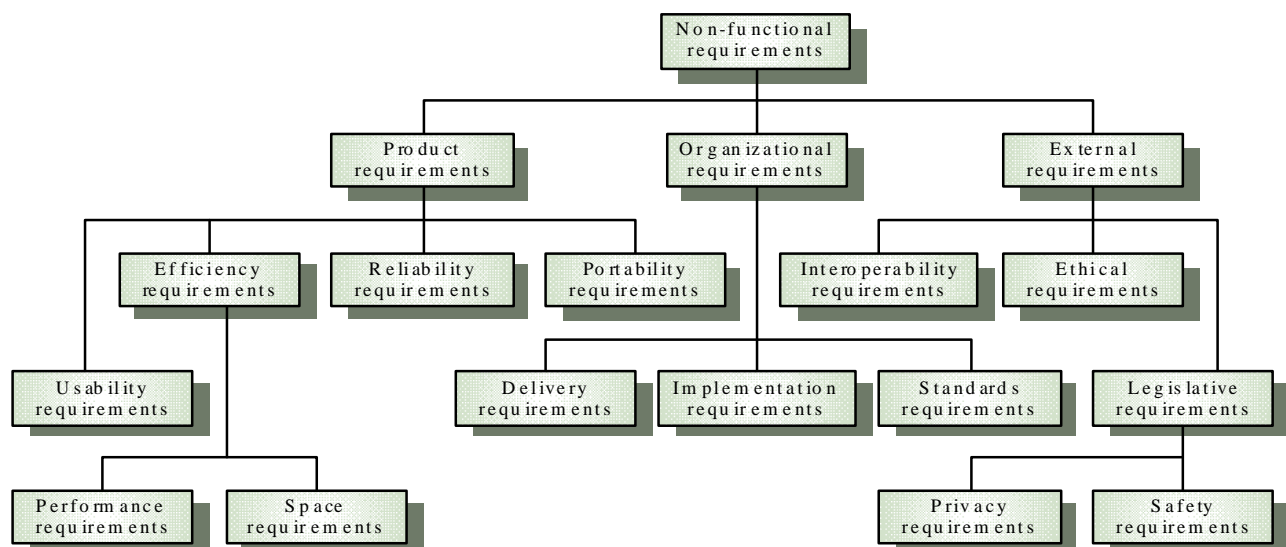 Non-functional
requirements
Product
requirements
Organizational
requirements
External
requirements
Efficiency
requirements
Reliability
requirements
Portability
requirements
Interoperability
requirements
Ethical
requirements
Usability
requirements
Delivery
requirements
Implementation
requirements
Standards
requirements
Legislative
requirements
Performance
requirements
Space
requirements
Privacy
requirements
Safety
requirements